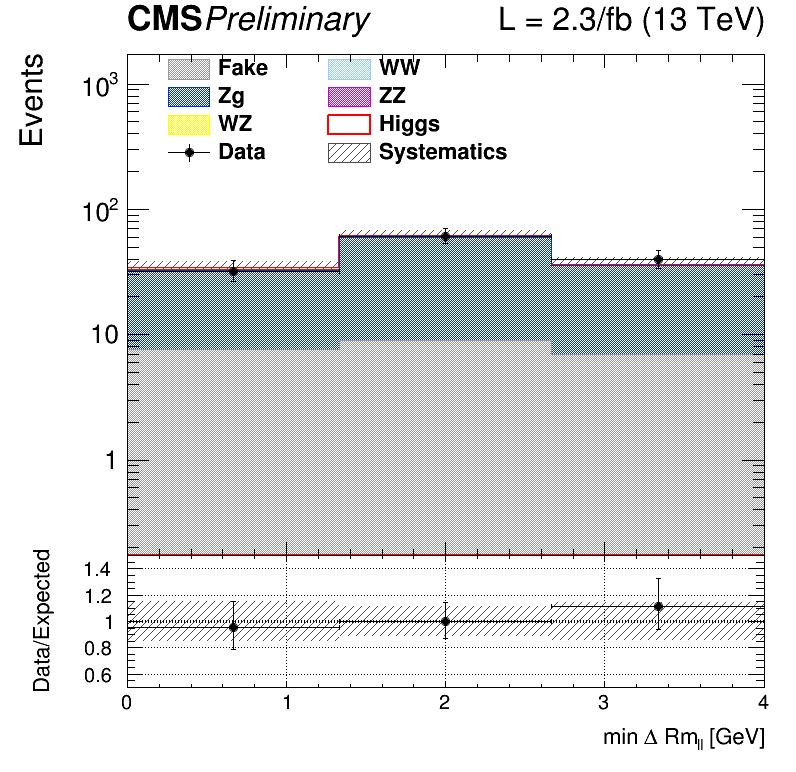 CMS Preliminary L = 2.3/fb (13 TeV)
Events
10³
10²
10
1
Fake WW
Zg ZZ
WZ Higgs
Data Systematics
Data/Expected
1.4
1.2
1
0.8
0.6
0 1 2 3 4
min Δ Rm_ll [GeV]